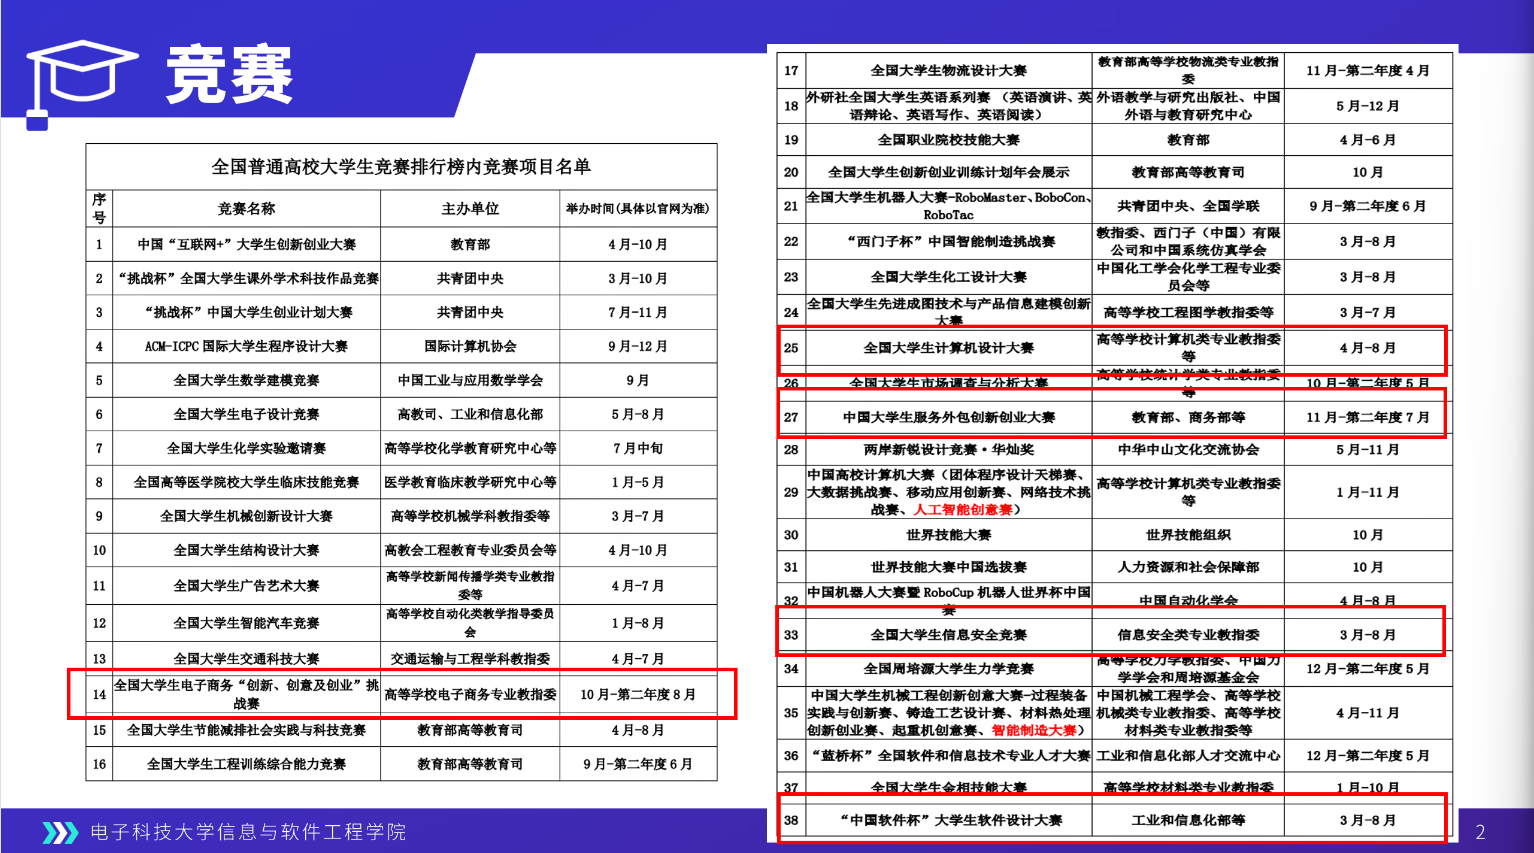 竞赛
全国普通高校大学生竞赛排行榜内竞赛项目名单
序号 竞赛名称 主办单位 举办时间(具体以官网为准)
1 中国“互联网+”大学生创新创业大赛 教育部 4月-10月
2 “挑战杯”全国大学生课外学术科技作品竞赛 共青团中央 3月-10月
3 “挑战杯”中国大学生创业计划大赛 共青团中央 7月-11月
4 ACM-ICPC国际大学生程序设计大赛 国际计算机协会 9月-12月
5 全国大学生数学建模竞赛 中国工业与应用数学学会 9月
6 全国大学生电子设计竞赛 高教司、工业和信息化部 5月-8月
7 全国大学生化学实验邀请赛 高等学校化学教育研究中心等 7月中旬
8 全国高等医学院校大学生临床技能竞赛 医学教育临床教学研究中心等 1月-5月
9 全国大学生机械创新设计大赛 高等学校机械学科教指委等 3月-7月
10 全国大学生结构设计大赛 高教会工程教育专业委员会等 4月-10月
11 全国大学生广告艺术大赛 高等学校新闻传播学类专业教指委等 4月-7月
12 全国大学生智能汽车竞赛 高等学校自动化类教学指导委员会 1月-8月
13 全国大学生交通科技大赛 交通运输与工程学科教指委 4月-7月
14 全国大学生电子商务“创新、创意及创业”挑战赛 高等学校电子商务专业教指委 10月-第二年度8月
15 全国大学生节能减排社会实践与科技竞赛 教育部高等教育司 4月-8月
16 全国大学生工程训练综合能力竞赛 教育部高等教育司 9月-第二年度6月
17 全国大学生物流设计大赛 教育部高等学校物流类专业教指委 11月-第二年度4月
18 外研社全国大学生英语系列赛（英语演讲、英语辩论、英语写作、英语阅读） 外语教学与研究出版社、中国外语与教育研究中心 5月-12月
19 全国职业院校技能大赛 教育部 4月-6月
20 全国大学生创新创业训练计划年会展示 教育部高等教育司 10月
21 全国大学生机器人大赛-RoboMaster、BoboCon、RoboTac 共青团中央、全国学联 9月-第二年度6月
22 “西门子杯”中国智能制造挑战赛 教指委、西门子（中国）有限公司和中国系统仿真学会 3月-8月
23 全国大学生化工设计大赛 中国化工学会化学工程专业委员会等 3月-8月
24 全国大学生先进成图技术与产品信息建模创新大赛 高等学校工程图学教指委等 3月-7月
25 全国大学生计算机设计大赛 高等学校计算机类专业教指委等 4月-8月
26 全国大学生市场调查与分析大赛 高等学校统计学类专业教指委等 10月-第二年度5月
27 中国大学生服务外包创新创业大赛 教育部、商务部等 11月-第二年度7月
28 两岸新锐设计竞赛·华灿奖 中华中山文化交流协会 5月-11月
29 中国高校计算机大赛（团体程序设计天梯赛、大数据挑战赛、移动应用创新赛、网络技术挑战赛、人工智能创意赛） 高等学校计算机类专业教指委等 1月-11月
30 世界技能大赛 世界技能组织 10月
31 世界技能大赛中国选拔赛 人力资源和社会保障部 10月
32 中国机器人大赛暨RoboCup机器人世界杯中国赛 中国自动化学会 4月-8月
33 全国大学生信息安全竞赛 信息安全类专业教指委 3月-8月
34 全国周培源大学生力学竞赛 高等学校力学教指委、中国力学学会和周培源基金会 12月-第二年度5月
35 中国大学生机械工程创新创意大赛-过程装备实践与创新赛、铸造工艺设计赛、材料热处理创新创业赛、起重机创意赛、智能制造大赛） 中国机械工程学会、高等学校机械类专业教指委、高等学校材料类专业教指委等 4月-11月
36 “蓝桥杯”全国软件和信息技术专业人才大赛 工业和信息化部人才交流中心 12月-第二年度5月
37 全国大学生金相技能大赛 高等学校材料类专业教指委 1月-10月
38 “中国软件杯”大学生软件设计大赛 工业和信息化部等 3月-8月
电子科技大学信息与软件工程学院
2